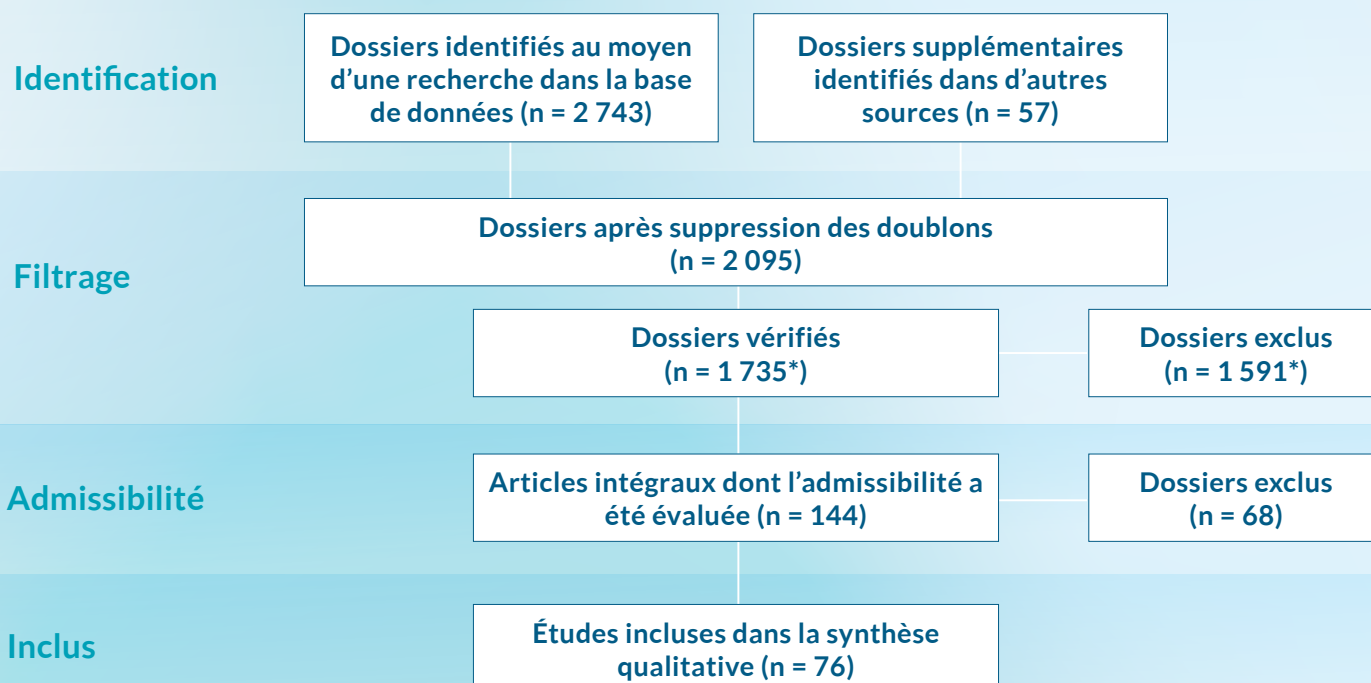 Identification
Dossiers identifiés au moyen
d’une recherche dans la base
de données (n = 2 743)
Dossiers supplémentaires
identifiés dans d’autres
sources (n = 57)
Filtrage
Dossiers après suppression des doublons
(n = 2 095)
Dossiers vérifiés
(n = 1 735*)
Dossiers exclus
(n = 1 591*)
Admissibilité
Articles intégraux dont l’admissibilité a
été évaluée (n = 144)
Dossiers exclus
(n = 68)
Inclus
Études incluses dans la synthèse
qualitative (n = 76)